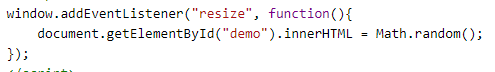 window.addEventListener("resize", function(){
    document.getElementById("demo").innerHTML = Math.random();
});